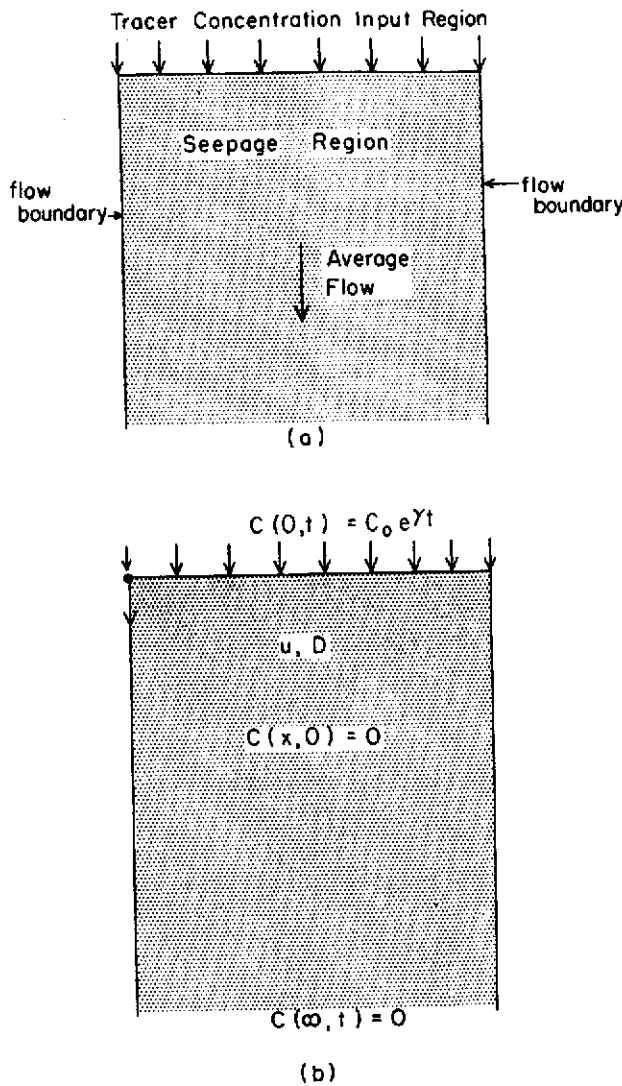 Tracer Concentration Input Region
Seepage Region
flow
boundary
flow
boundary
Average
Flow
(a)
C(0,t) = C₀ e^γt
u, D
C(x,0) = 0
C(∞,t) = 0
(b)